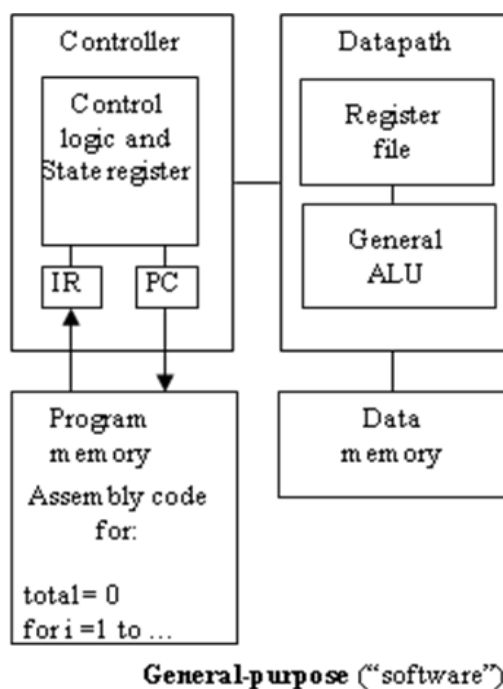 Controller
Control
logic and
State register
IR
PC
Datapath
Register
file
General
ALU
Program
memory
Assembly code
for:
total= 0
for i =1 to ...
Data
memory
General-purpose (“software”)